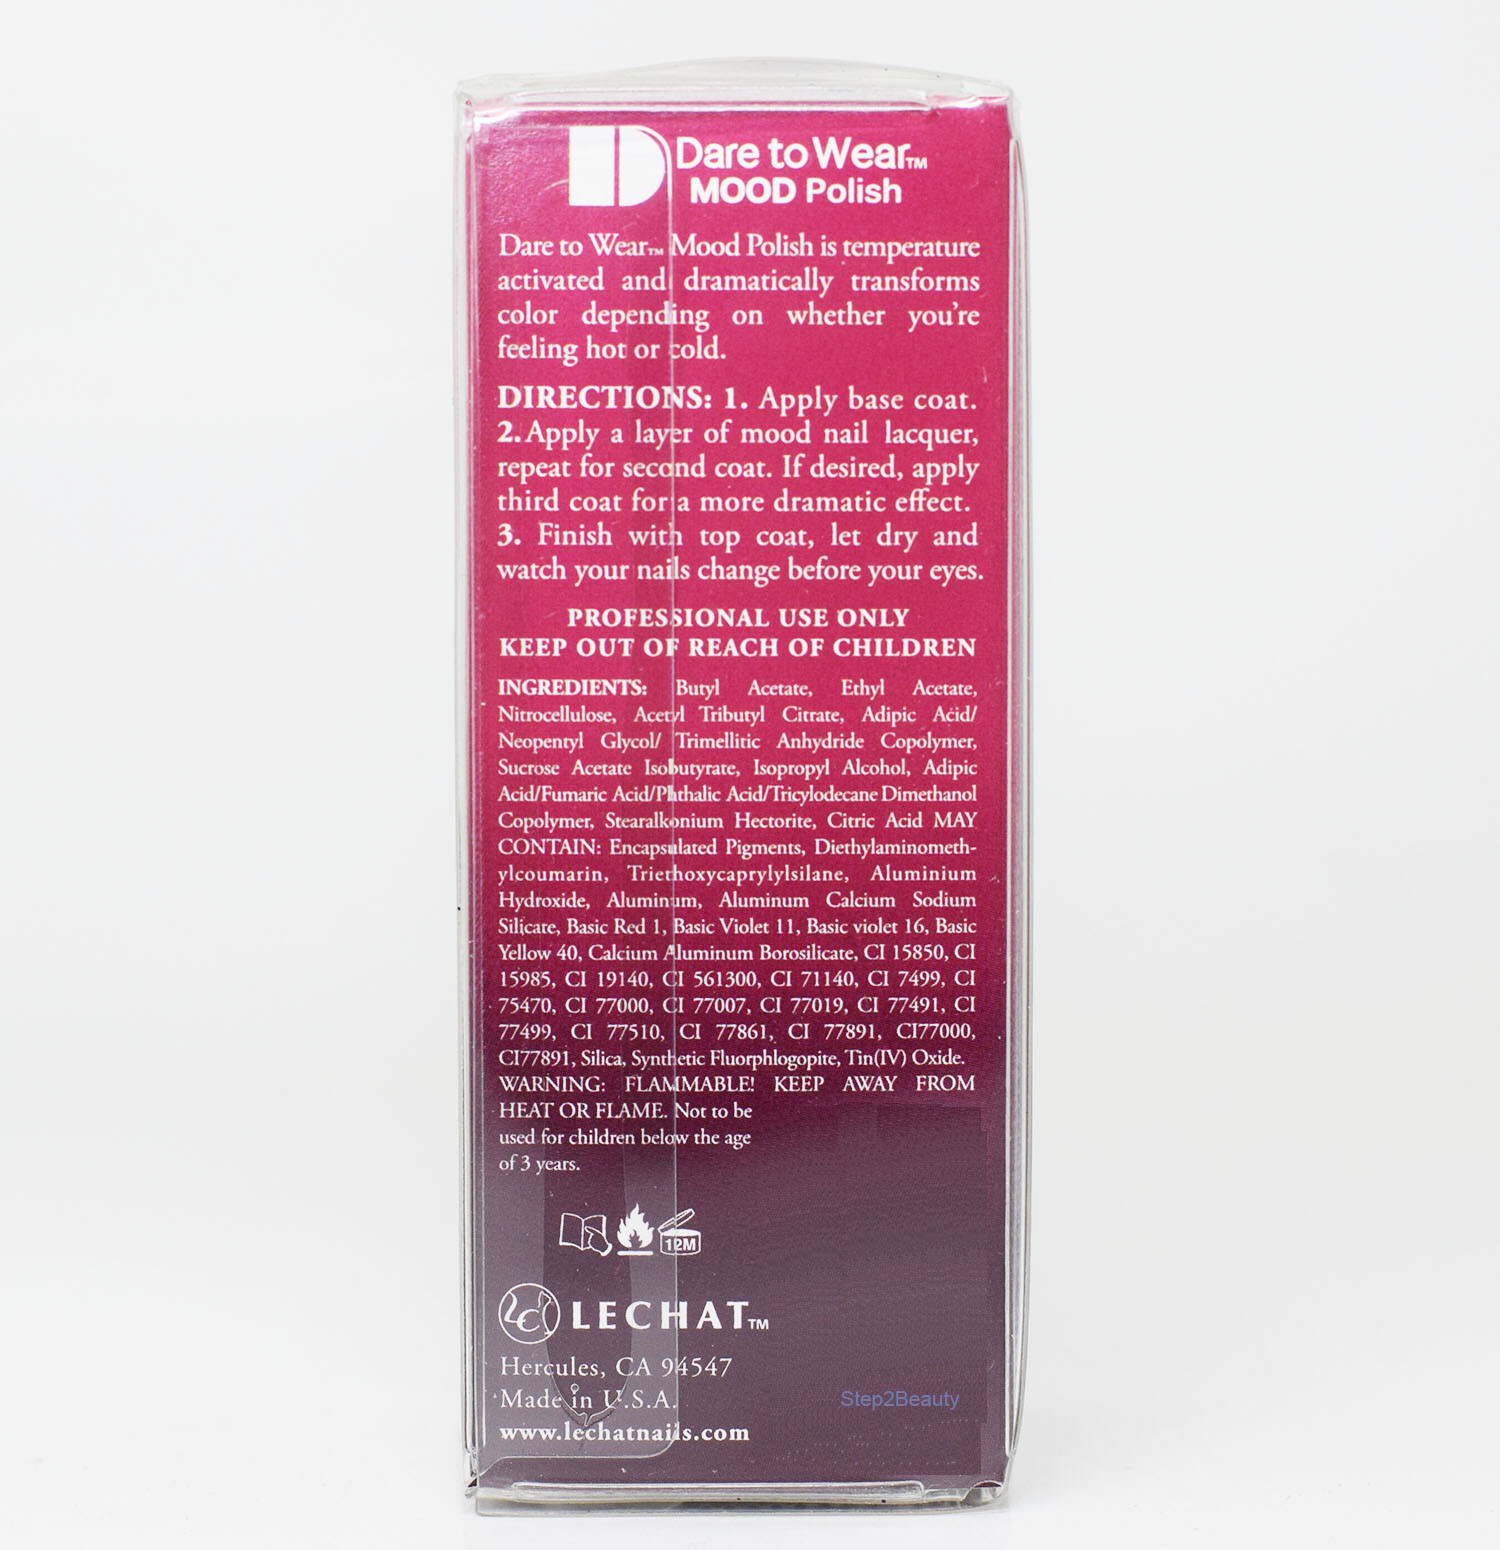 Dare to Wear™
MOOD Polish
Dare to Wear™ Mood Polish is temperature
activated and dramatically transforms
color depending on whether you're
feeling hot or cold.
DIRECTIONS: 1. Apply base coat.
2. Apply a layer of mood nail lacquer,
repeat for second coat. If desired, apply
third coat for a more dramatic effect.
3. Finish with top coat, let dry and
watch your nails change before your eyes.
PROFESSIONAL USE ONLY
KEEP OUT OF REACH OF CHILDREN
INGREDIENTS: Butyl Acetate, Ethyl Acetate,
Nitrocellulose, Acetyl Tributyl Citrate, Adipic Acid/
Neopentyl Glycol/ Trimellitic Anhydride Copolymer,
Sucrose Acetate Isobutyrate, Isopropyl Alcohol, Adipic
Acid/Fumaric Acid/Phthalic Acid/Tricylodecane Dimethanol
Copolymer, Stearalkonium Hectorite, Citric Acid MAY
CONTAIN: Encapsulated Pigments, Diethylaminometh-
ylcoumarin, Triethoxycaprylylsilane, Aluminium
Hydroxide, Aluminum, Aluminum Calcium Sodium
Silicate, Basic Red 1, Basic Violet 11, Basic violet 16, Basic
Yellow 40, Calcium Aluminum Borosilicate, CI 15850, CI
15985, CI 19140, CI 561300, CI 71140, CI 7499, CI
75470, CI 77000, CI 77007, CI 77019, CI 77491, CI
77499, CI 77510, CI 77861, CI 77891, CI77000,
CI77891, Silica, Synthetic Fluorphlogopite, Tin(IV) Oxide.
WARNING: FLAMMABLE! KEEP AWAY FROM
HEAT OR FLAME. Not to be
used for children below the age
of 3 years.
12M
LC LECHAT™
Hercules, CA 94547
Made in U.S.A.
Step2Beauty
www.lechatnails.com